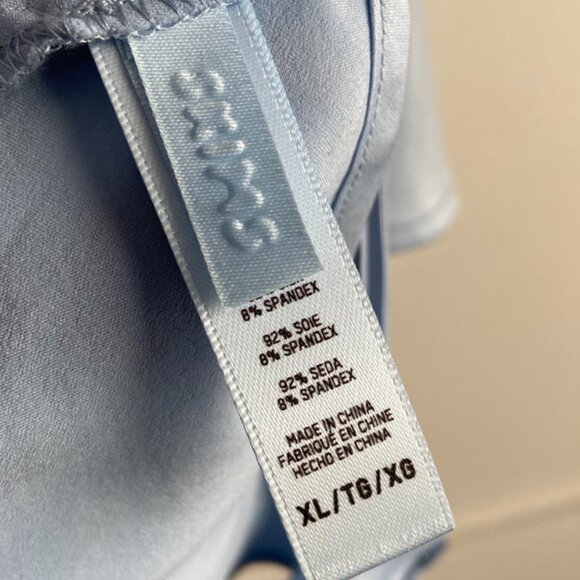 SKIMS
8% SPANDEX
92% SOIE
8% SPANDEX
92% SEDA
8% SPANDEX
MADE IN CHINA
FABRIQUÉ EN CHINE
HECHO EN CHINA
XL/TG/XG